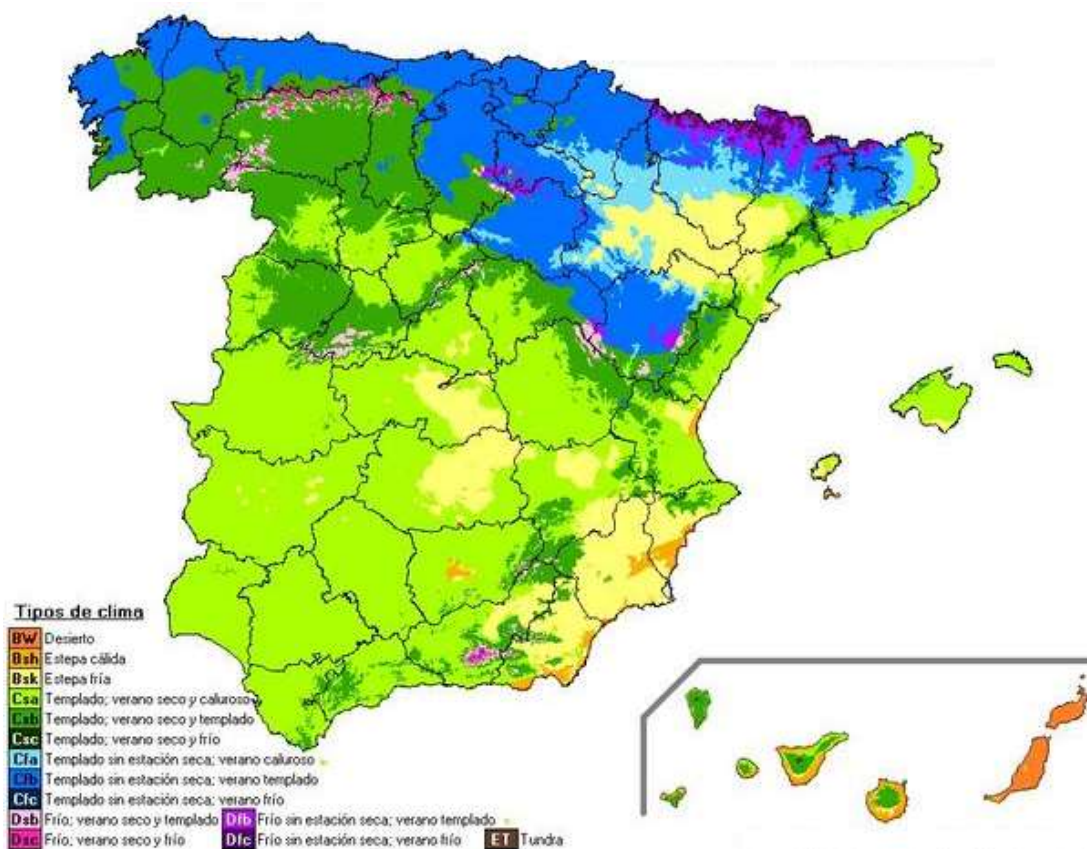 Tipos de clima
BW Desierto
Bsh Estepa cálida
Bsk Estepa fría
Csa Templado; verano seco y caluroso
Csb Templado; verano seco y templado
Csc Templado; verano seco y frío
Cfa Templado sin estación seca; verano caluroso
Cfb Templado sin estación seca; verano templado
Cfc Templado sin estación seca; verano frío
Dsb Frío; verano seco y templado Dfb Frío sin estación seca; verano templado
Dsc Frío; verano seco y frío Dfc Frío sin estación seca; verano frío ET Tundra